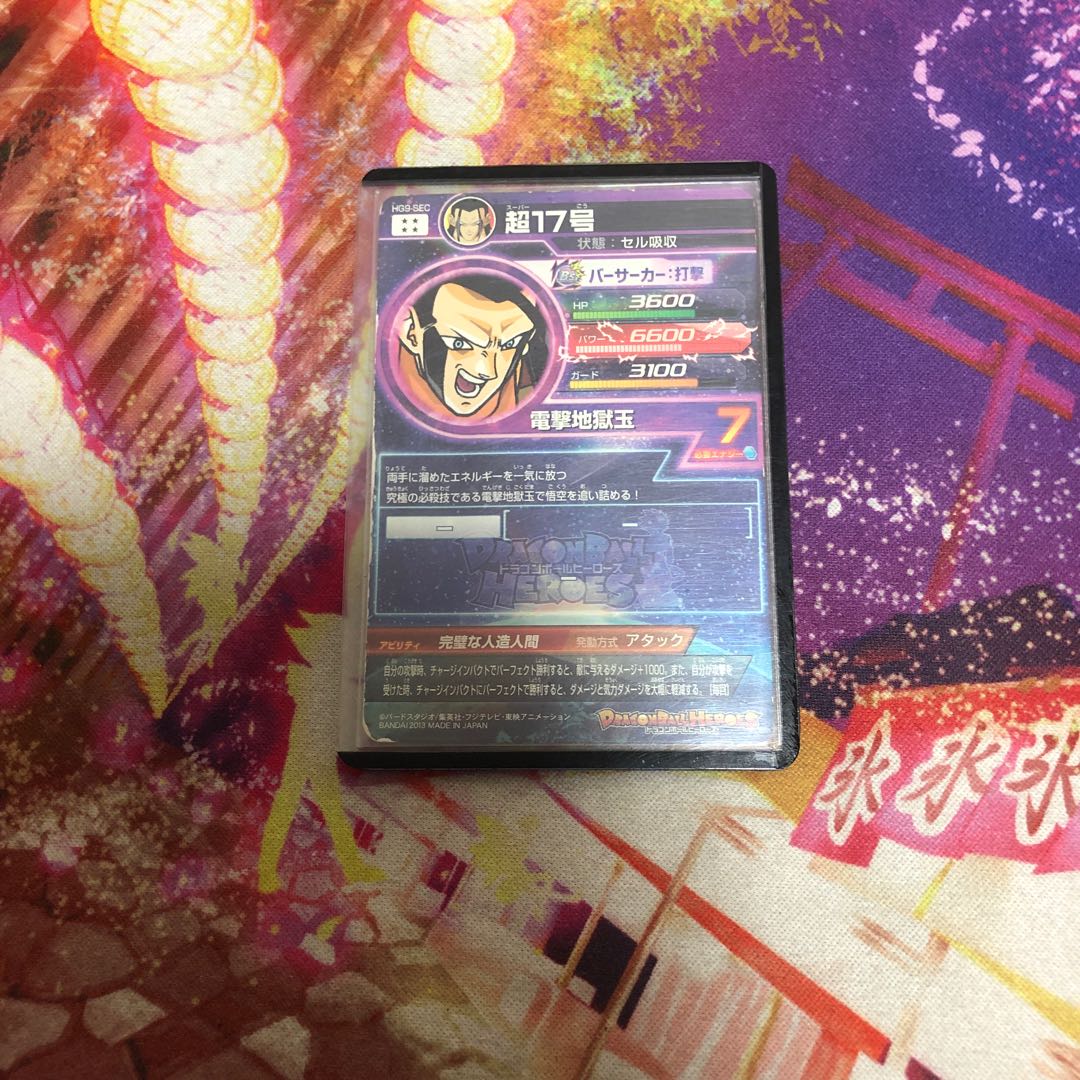 HG9-SEC
★★
★★
スーパー こう
超17号
状態：セル吸収
Bs バーサーカー：打撃
HP 3600
パワー 6600
ガード 3100
電撃地獄玉
7
必要エナジー
両手に溜めたエネルギーを一気に放つ
究極の必殺技である電撃地獄玉で悟空を追い詰める！
DRAGONBALL
ドラゴンボールヒーローズ
HEROES
アビリティ 完璧な人造人間 発動方式 アタック
自分の攻撃時、チャージインパクトでパーフェクト勝利すると、敵に与えるダメージ+1000。また、自分が攻撃を
受けた時、チャージインパクトにパーフェクトで勝利すると、ダメージと気力ダメージを大幅に軽減する。[毎回]
©バードスタジオ/集英社・フジテレビ・東映アニメーション
BANDAI 2013 MADE IN JAPAN
DRAGONBALL HEROES
ドラゴンボールヒーローズ
氷 氷 氷